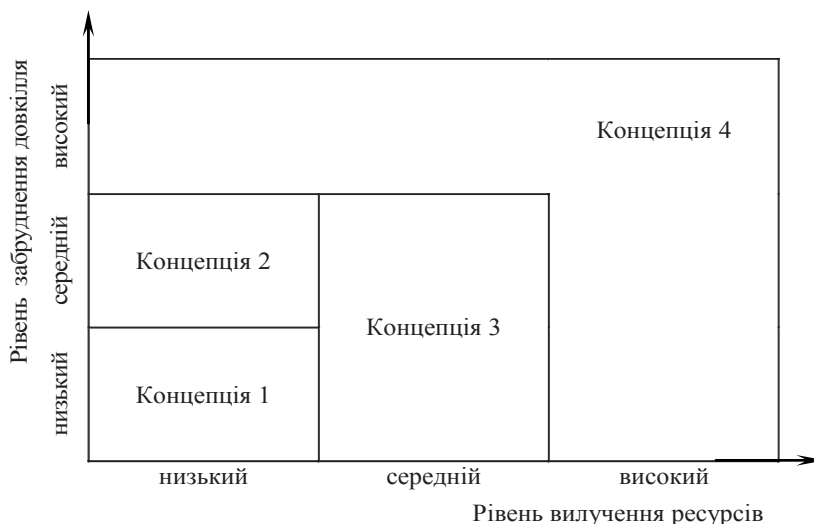 Рівень забруднення довкілля
високий
середній
низький
Концепція 4
Концепція 2
Концепція 3
Концепція 1
низький
середній
високий
Рівень вилучення ресурсів